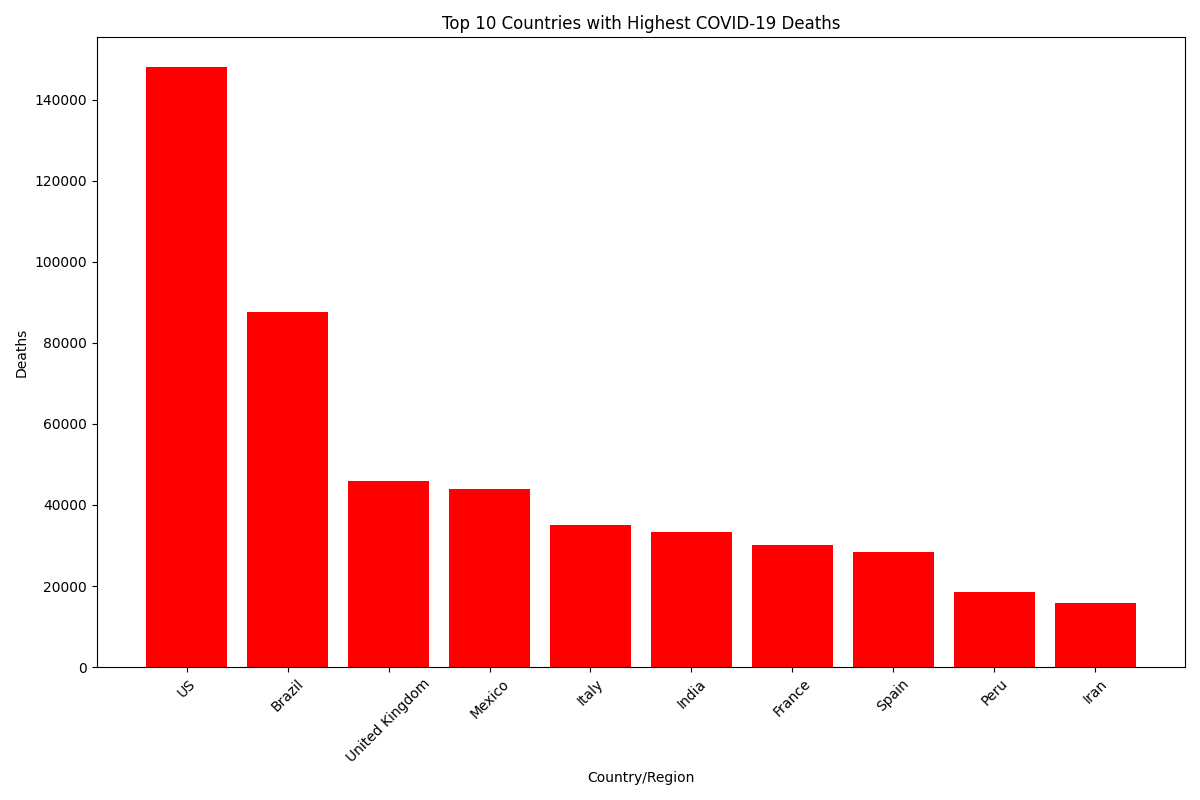 Top 10 Countries with Highest COVID-19 Deaths
Deaths
140000
120000
100000
80000
60000
40000
20000
0
US
Brazil
United Kingdom
Mexico
Italy
India
France
Spain
Peru
Iran
Country/Region